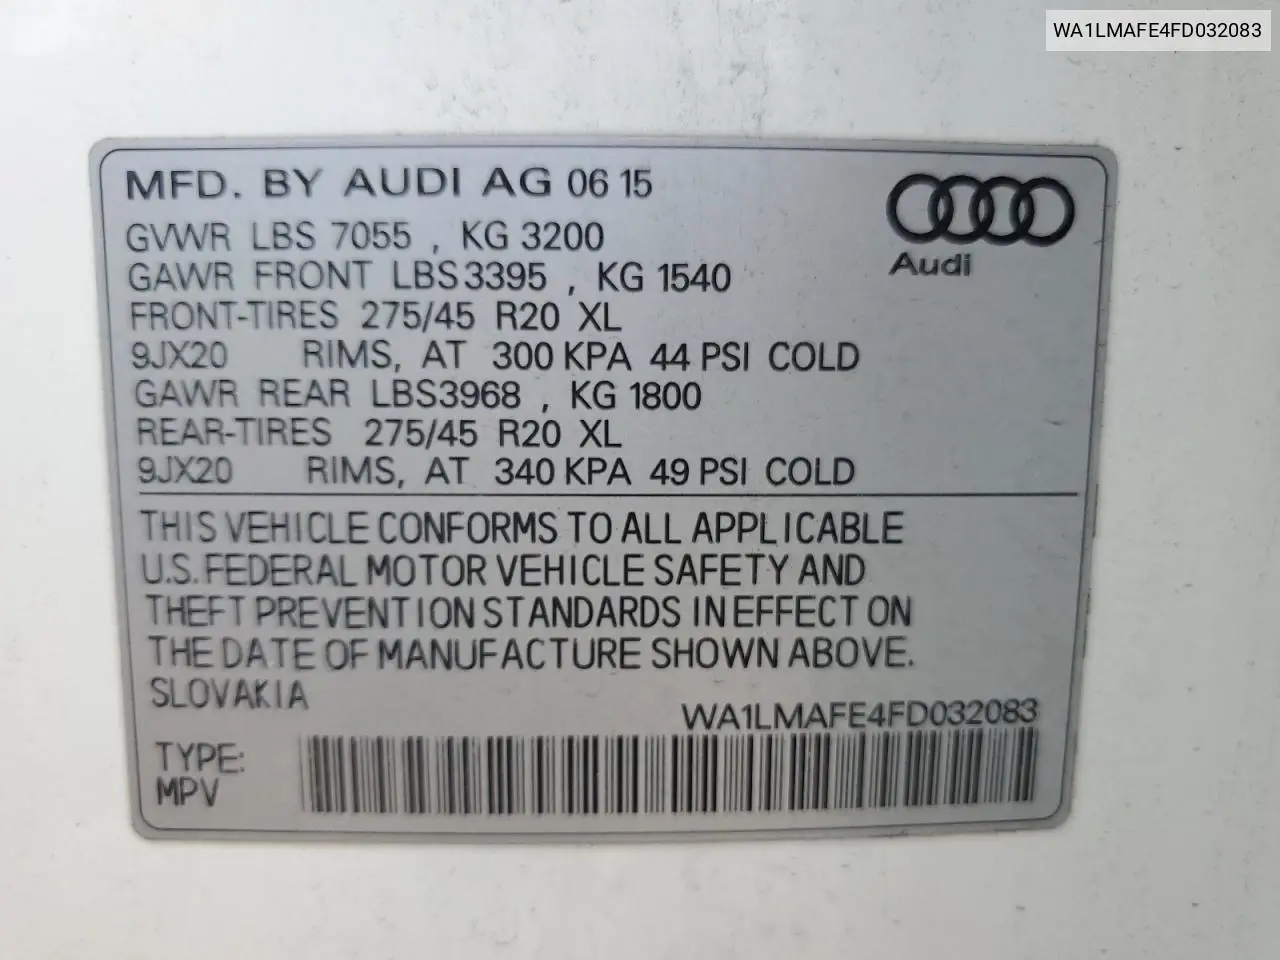 WA1LMAFE4FD032083
MFD. BY AUDI AG 06 15
GVWR LBS 7055 , KG 3200
GAWR FRONT LBS3395 , KG 1540
FRONT-TIRES 275/45 R20 XL
9JX20 RIMS, AT 300 KPA 44 PSI COLD
GAWR REAR LBS3968 , KG 1800
REAR-TIRES 275/45 R20 XL
9JX20 RIMS, AT 340 KPA 49 PSI COLD
Audi
THIS VEHICLE CONFORMS TO ALL APPLICABLE
U.S. FEDERAL MOTOR VEHICLE SAFETY AND
THEFT PREVENTION STANDARDS IN EFFECT ON
THE DATE OF MANUFACTURE SHOWN ABOVE.
SLOVAKIA
WA1LMAFE4FD032083
TYPE:
MPV